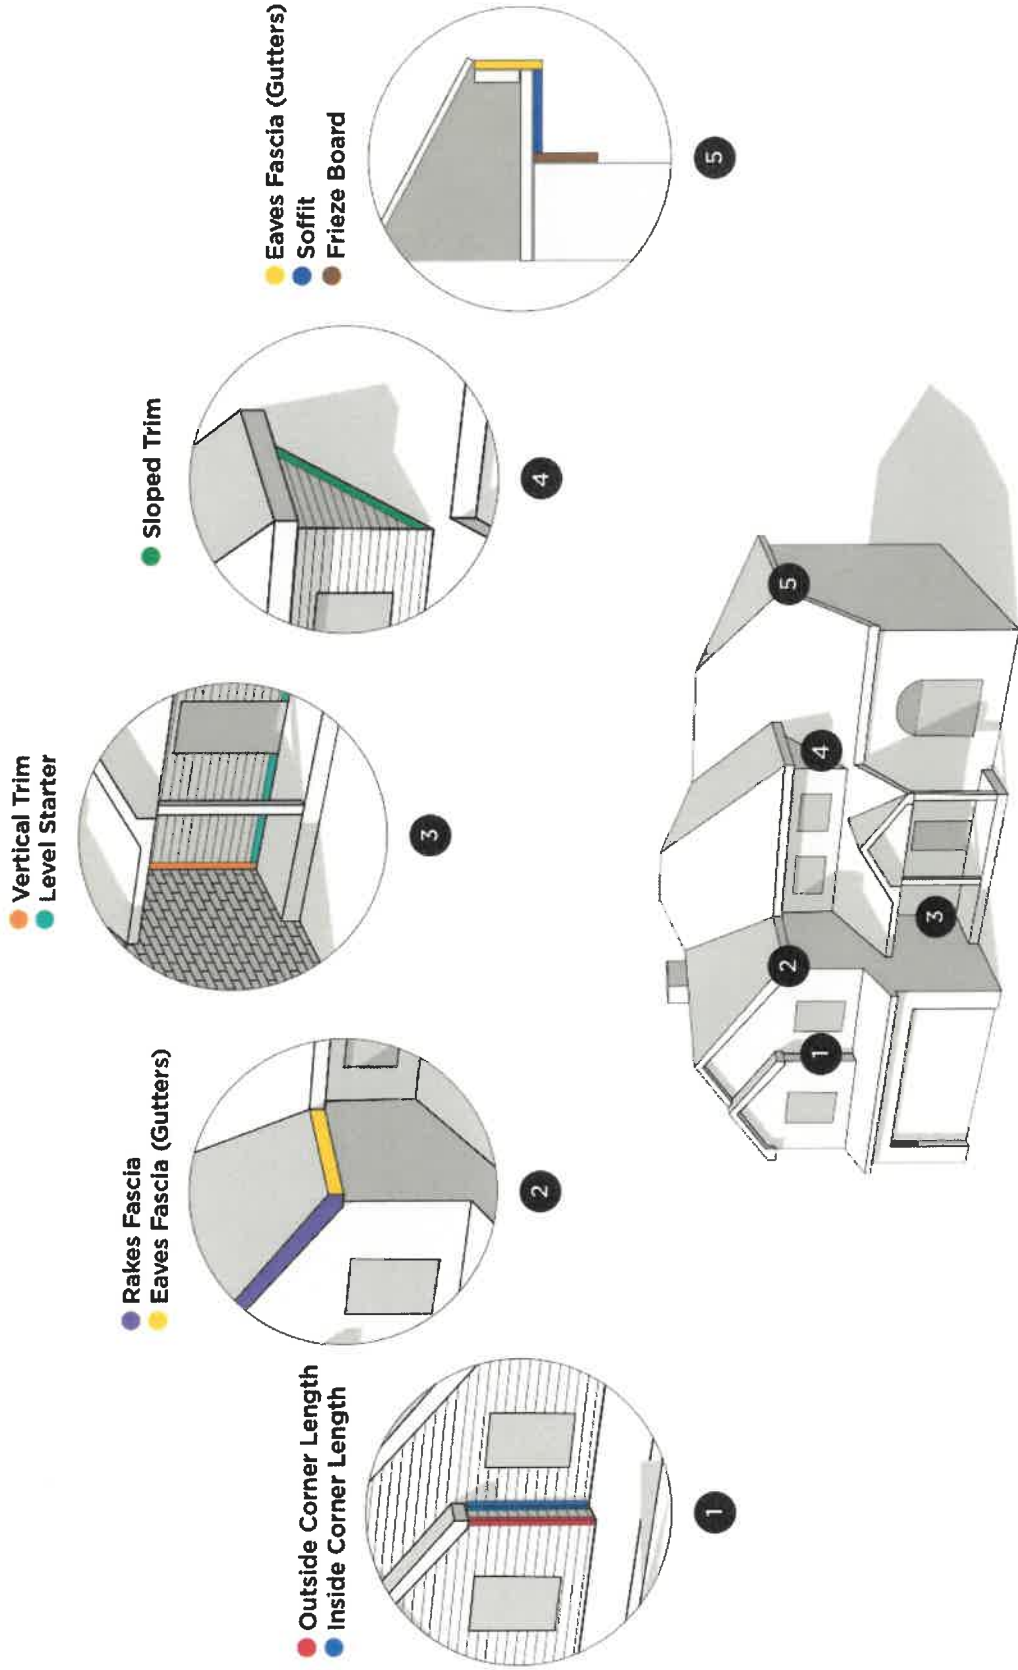 Outside Corner Length
Inside Corner Length
1
Rakes Fascia
Eaves Fascia (Gutters)
2
Vertical Trim
Level Starter
3
Sloped Trim
4
Eaves Fascia (Gutters)
Soffit
Frieze Board
5
1
2
3
4
5